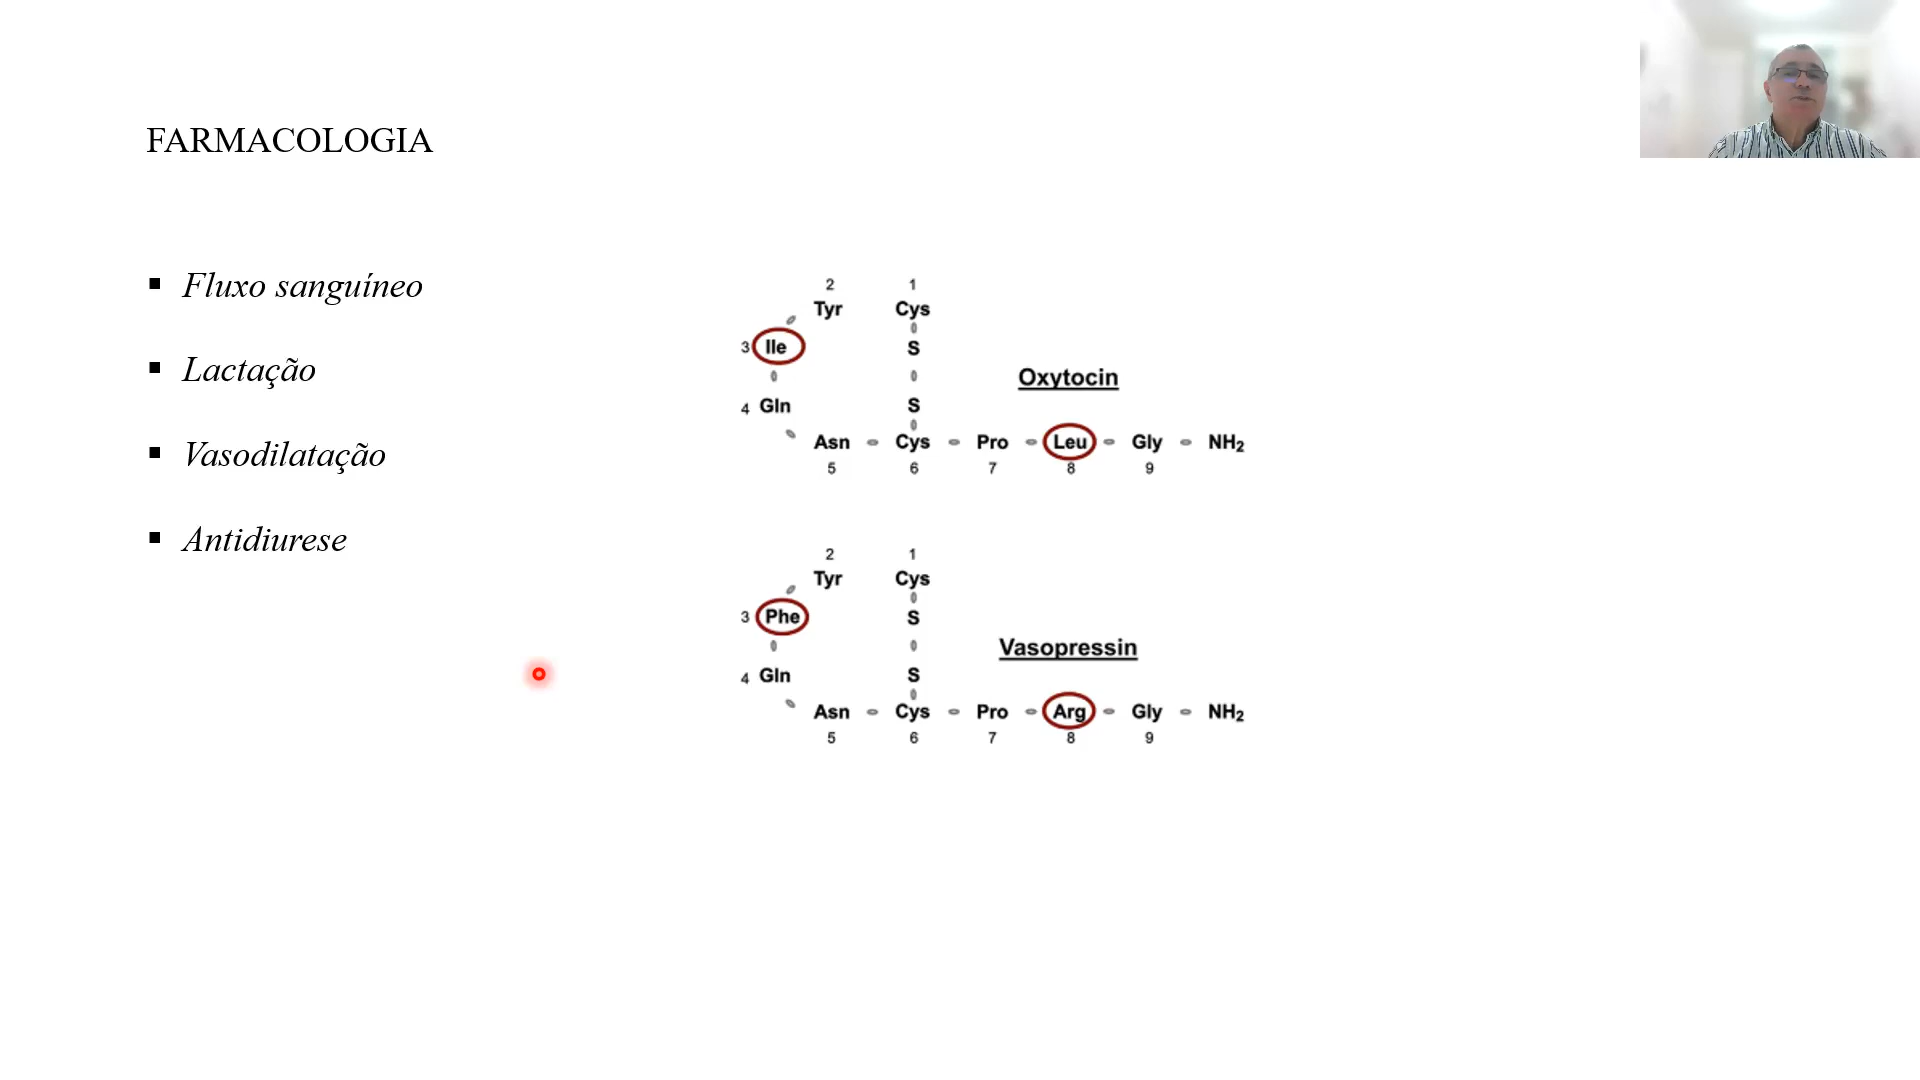 FARMACOLOGIA
▪ Fluxo sanguíneo
▪ Lactação
▪ Vasodilatação
▪ Antidiurese
2 1
Tyr Cys
3 Ile S
Oxytocin
4 Gln S
Asn Cys Pro Leu Gly NH₂
5 6 7 8 9
2 1
Tyr Cys
3 Phe S
Vasopressin
4 Gln S
Asn Cys Pro Arg Gly NH₂
5 6 7 8 9